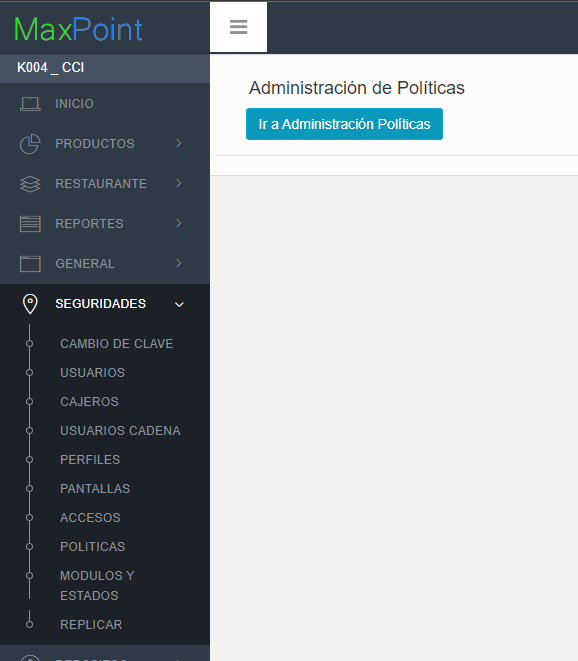 MaxPoint
K004 _ CCI
INICIO
PRODUCTOS
RESTAURANTE
REPORTES
GENERAL
SEGURIDADES
CAMBIO DE CLAVE
USUARIOS
CAJEROS
USUARIOS CADENA
PERFILES
PANTALLAS
ACCESOS
POLITICAS
MODULOS Y
ESTADOS
REPLICAR
Administración de Políticas
Ir a Administración Políticas